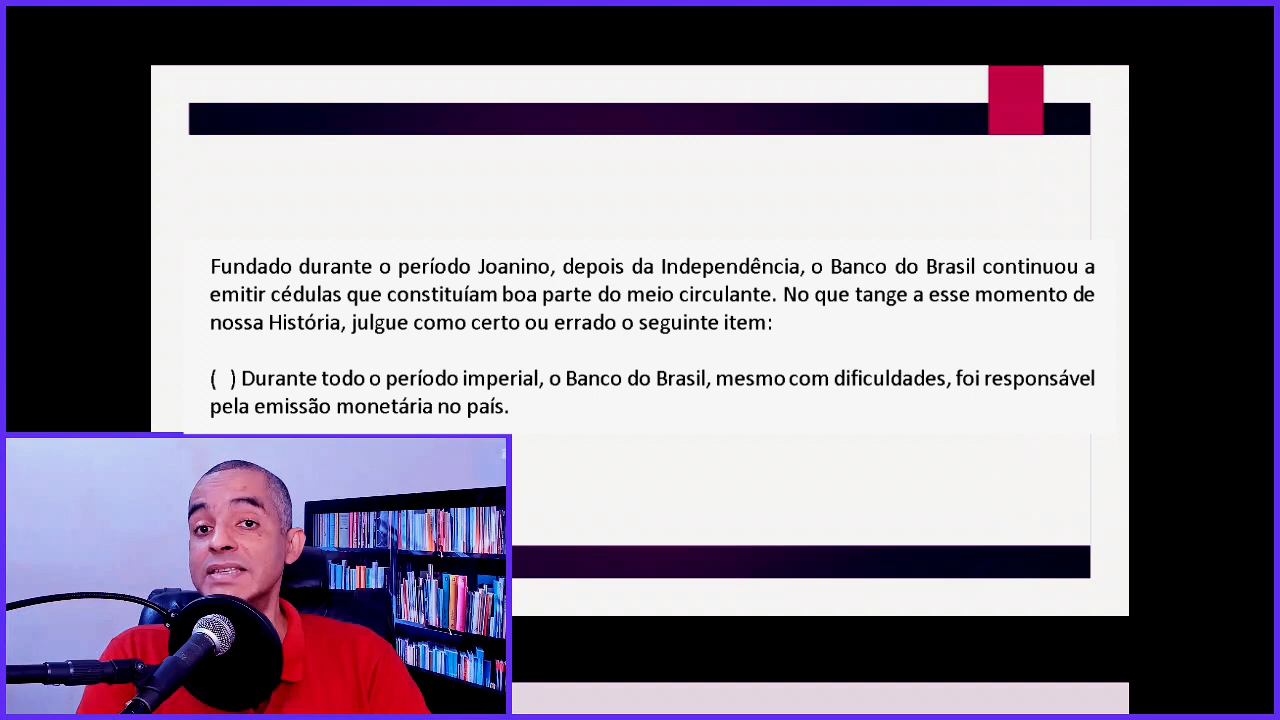 Fundado durante o período Joanino, depois da Independência, o Banco do Brasil continuou a
emitir cédulas que constituíam boa parte do meio circulante. No que tange a esse momento de
nossa História, julgue como certo ou errado o seguinte item:
( ) Durante todo o período imperial, o Banco do Brasil, mesmo com dificuldades, foi responsável
pela emissão monetária no país.